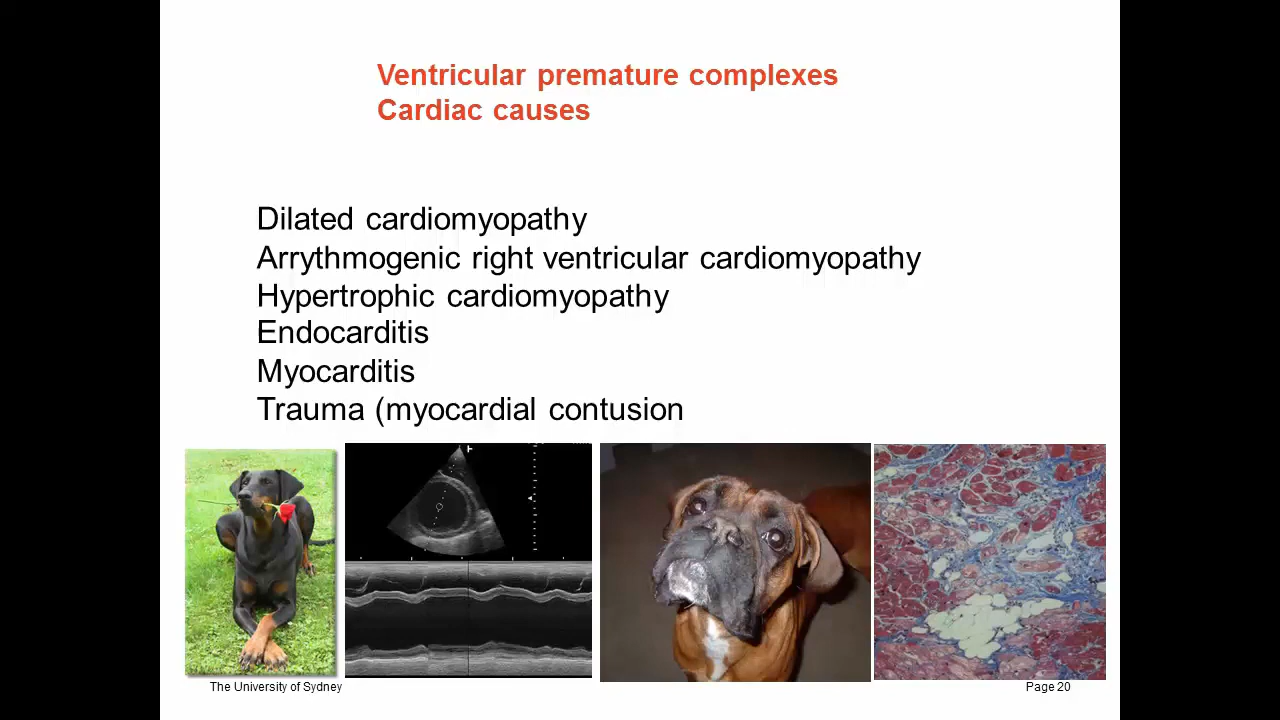 Ventricular premature complexes
Cardiac causes
Dilated cardiomyopathy
Arrythmogenic right ventricular cardiomyopathy
Hypertrophic cardiomyopathy
Endocarditis
Myocarditis
Trauma (myocardial contusion
The University of Sydney
Page 20